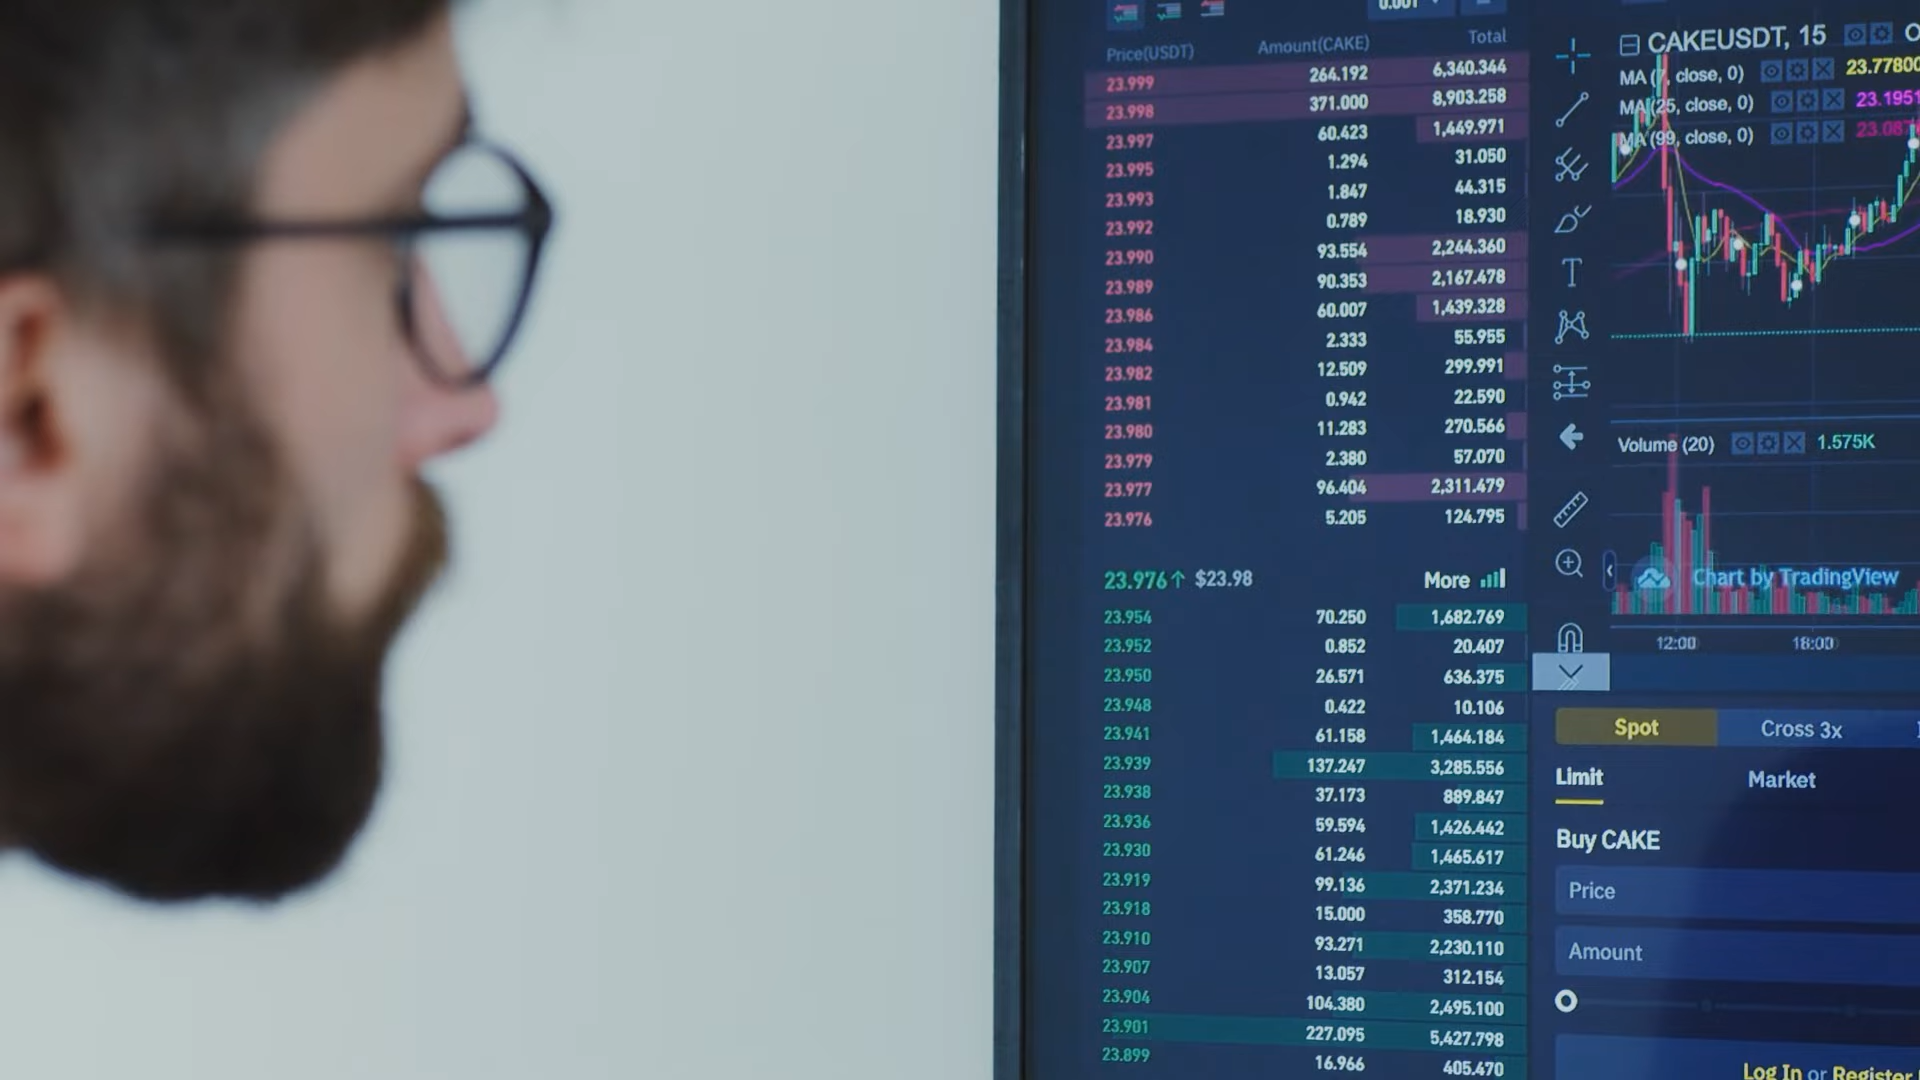 0.001
Price(USDT) Amount(CAKE) Total
23.999 264.192 6,340.344
23.998 371.000 8,903.258
23.997 60.423 1,449.971
23.995 1.294 31.050
23.993 1.847 44.315
23.992 0.789 18.930
23.990 93.554 2,244.360
23.989 90.353 2,167.478
23.986 60.007 1,439.328
23.984 2.333 55.955
23.982 12.509 299.991
23.981 0.942 22.590
23.980 11.283 270.566
23.979 2.380 57.070
23.977 96.404 2,311.479
23.976 5.205 124.795
23.976↑ $23.98 More
23.954 70.250 1,682.769
23.952 0.852 20.407
23.950 26.571 636.375
23.948 0.422 10.106
23.941 61.158 1,464.184
23.939 137.247 3,285.556
23.938 37.173 889.847
23.936 59.594 1,426.442
23.930 61.246 1,465.617
23.919 99.136 2,371.234
23.918 15.000 358.770
23.910 93.271 2,230.110
23.907 13.057 312.154
23.904 104.380 2,495.100
23.901 227.095 5,427.798
23.899 16.966 405.470
CAKEUSDT, 15 O
MA (7, close, 0) 23.77800
MA (25, close, 0) 23.1951
MA (99, close, 0) 23.087
Volume (20) 1.575K
Chart by TradingView
12:00 18:00
Spot Cross 3x
Limit Market
Buy CAKE
Price
Amount
Log In or Register